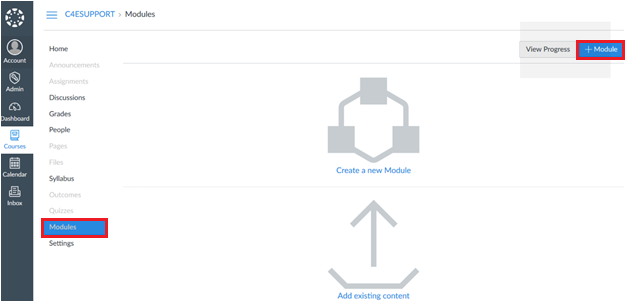 C4ESUPPORT › Modules
Account
Admin
Dashboard
Courses
Calendar
Inbox
Home
Announcements
Assignments
Discussions
Grades
People
Pages
Files
Syllabus
Outcomes
Quizzes
Modules
Settings
View Progress
+ Module
Create a new Module
Add existing content